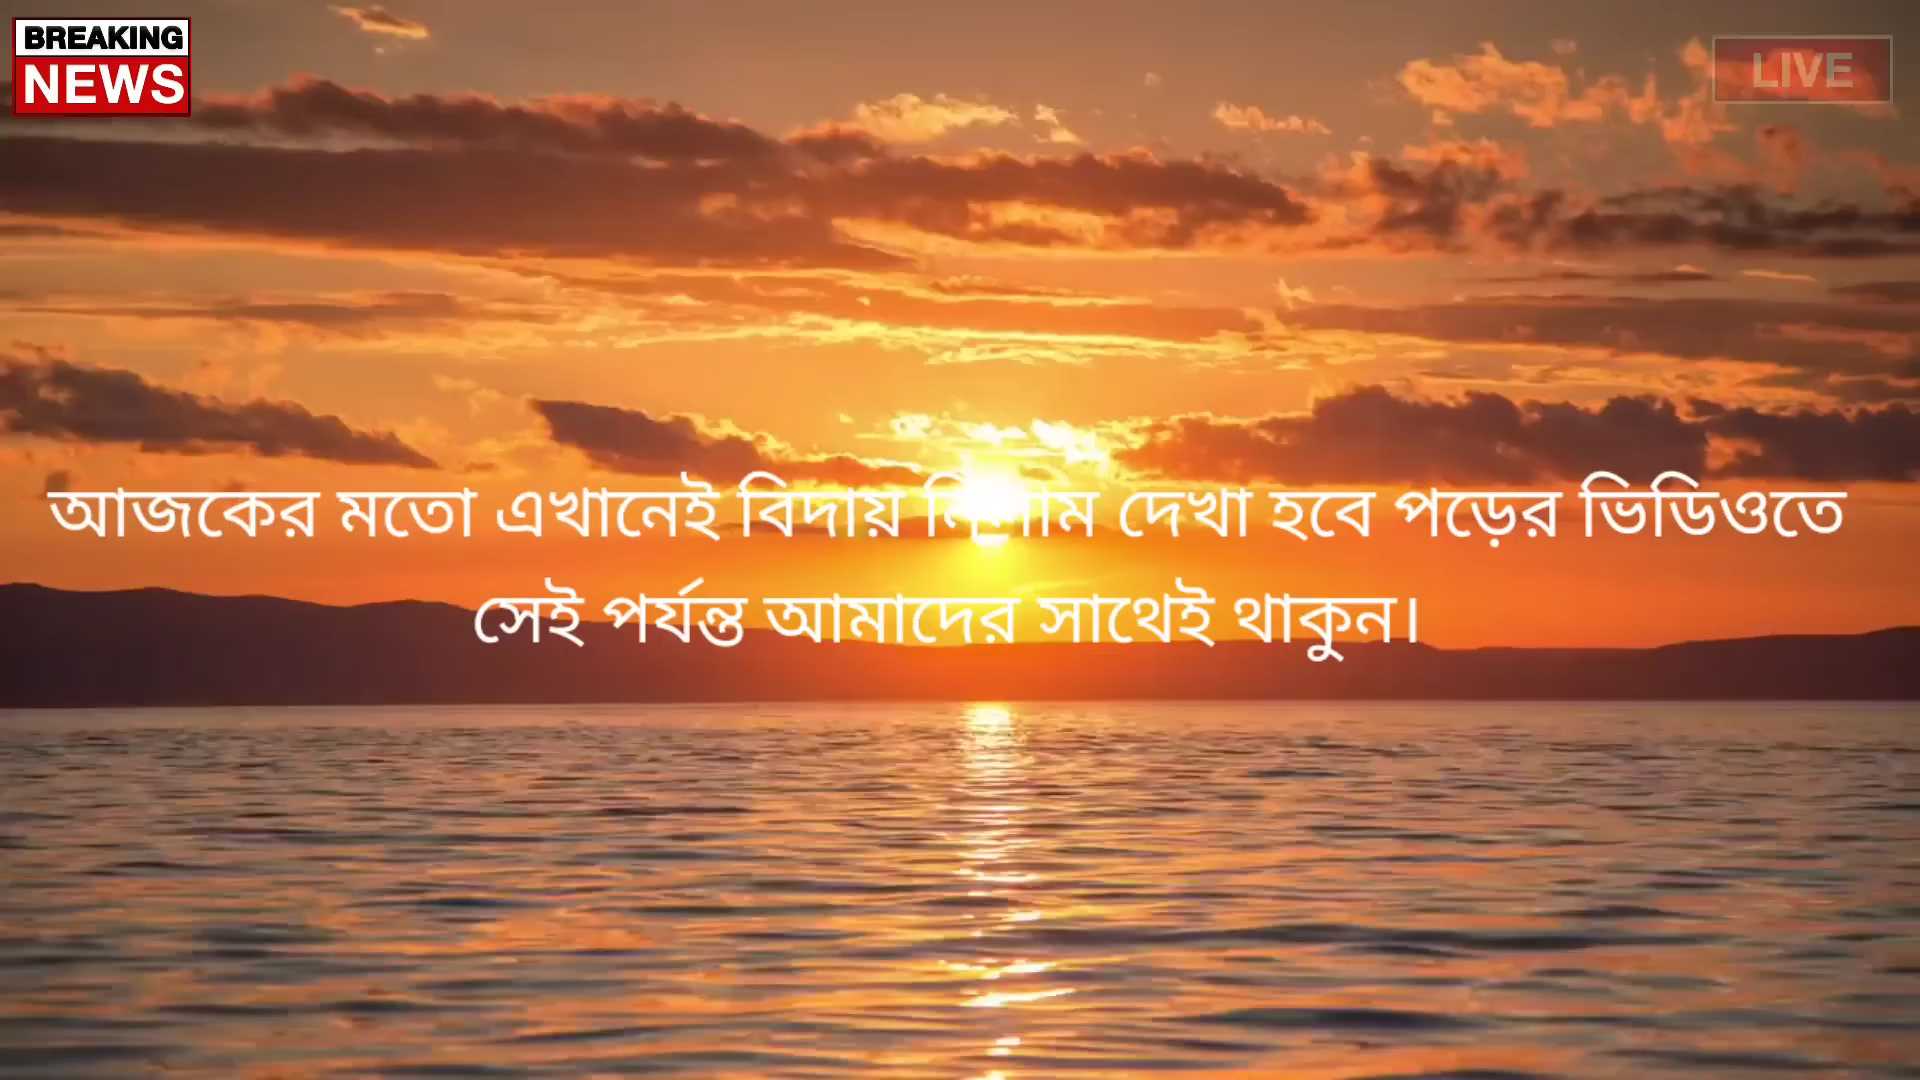 BREAKING
NEWS
LIVE
আজকের মতো এখানেই বিদায় নিলাম দেখা হবে পড়ের ভিডিওতে
সেই পর্যন্ত আমাদের সাথেই থাকুন।